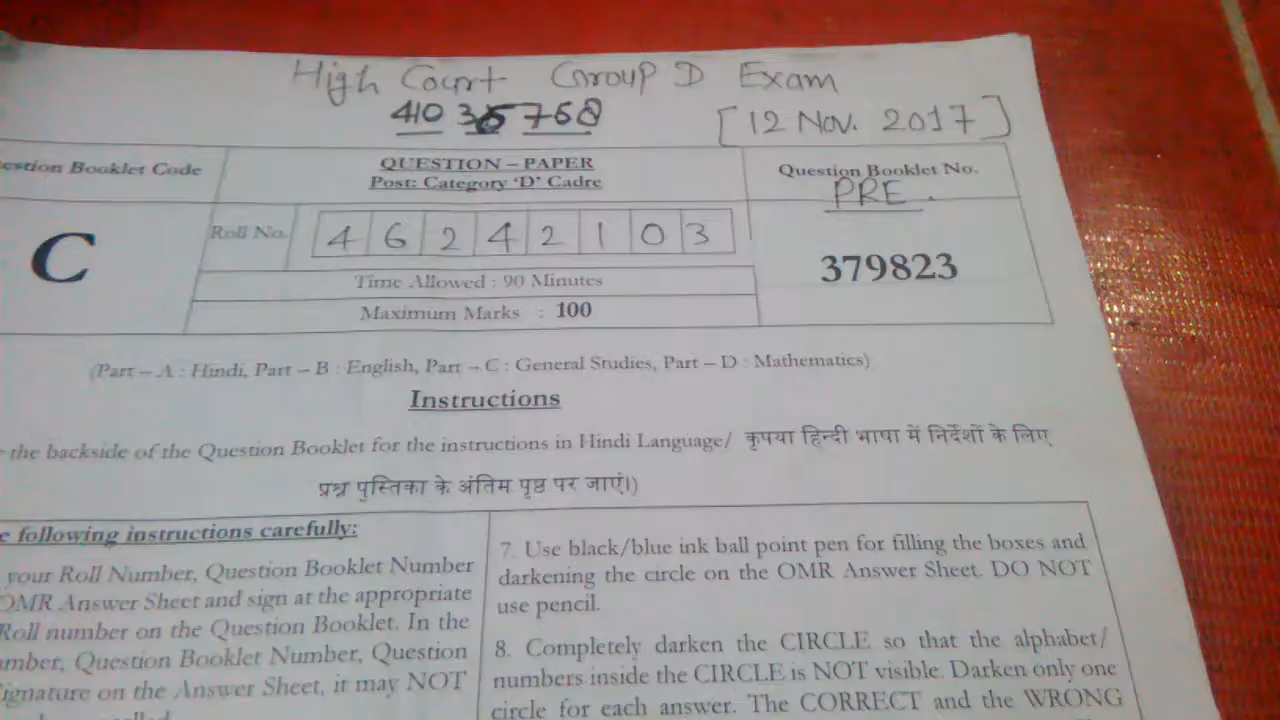 High Court Group D Exam
410 768
[12 Nov. 2017]
Question Booklet Code
QUESTION – PAPER
Post: Category 'D' Cadre
Question Booklet No.
PRE.
C
Roll No.
4 6 2 4 2 1 0 3
379823
Time Allowed : 90 Minutes
Maximum Marks : 100
(Part – A : Hindi, Part – B : English, Part – C : General Studies, Part – D : Mathematics)
Instructions
the backside of the Question Booklet for the instructions in Hindi Language/ कृपया हिन्दी भाषा में निर्देशों के लिए
प्रश्न पुस्तिका के अंतिम पृष्ठ पर जाएं।)
following instructions carefully:
your Roll Number, Question Booklet Number
OMR Answer Sheet and sign at the appropriate
Roll number on the Question Booklet. In the
Number, Question Booklet Number, Question
Signature on the Answer Sheet, it may NOT
7. Use black/blue ink ball point pen for filling the boxes and
darkening the circle on the OMR Answer Sheet. DO NOT
use pencil.
8. Completely darken the CIRCLE so that the alphabet/
numbers inside the CIRCLE is NOT visible. Darken only one
circle for each answer. The CORRECT and the WRONG